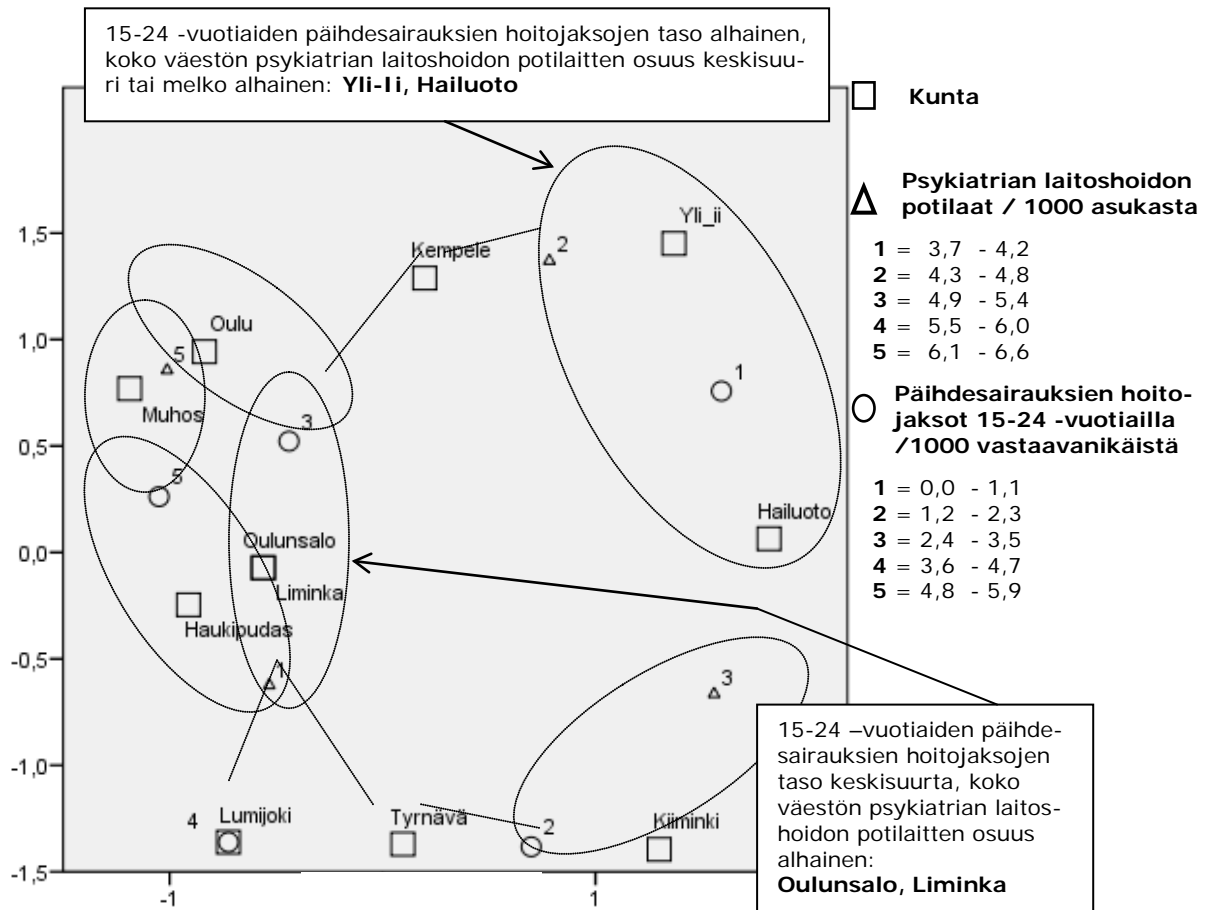 15-24 -vuotiaiden päihdesairauksien hoitojaksojen taso alhainen,
koko väestön psykiatrian laitoshoidon potilaitten osuus keskisuu-
ri tai melko alhainen: Yli-Ii, Hailuoto
Kunta
Psykiatrian laitoshoidon
potilaat / 1000 asukasta
1 = 3,7 - 4,2
2 = 4,3 - 4,8
3 = 4,9 - 5,4
4 = 5,5 - 6,0
5 = 6,1 - 6,6
Päihdesairauksien hoito-
jaksot 15-24 -vuotiailla
/1000 vastaavanikäistä
1 = 0,0 - 1,1
2 = 1,2 - 2,3
3 = 2,4 - 3,5
4 = 3,6 - 4,7
5 = 4,8 - 5,9
1,5
1,0
0,5
0,0
-0,5
-1,0
-1,5
-1
1
Yli_ii
Kempele
2
Oulu
5
1
Muhos
3
5
Hailuoto
Oulunsalo
Liminka
Haukipudas
1
3
4
Lumijoki
Tyrnävä
2
Kiiminki
15-24 –vuotiaiden päihde-
sairauksien hoitojaksojen
taso keskisuurta, koko
väestön psykiatrian laitos-
hoidon potilaitten osuus
alhainen:
Oulunsalo, Liminka